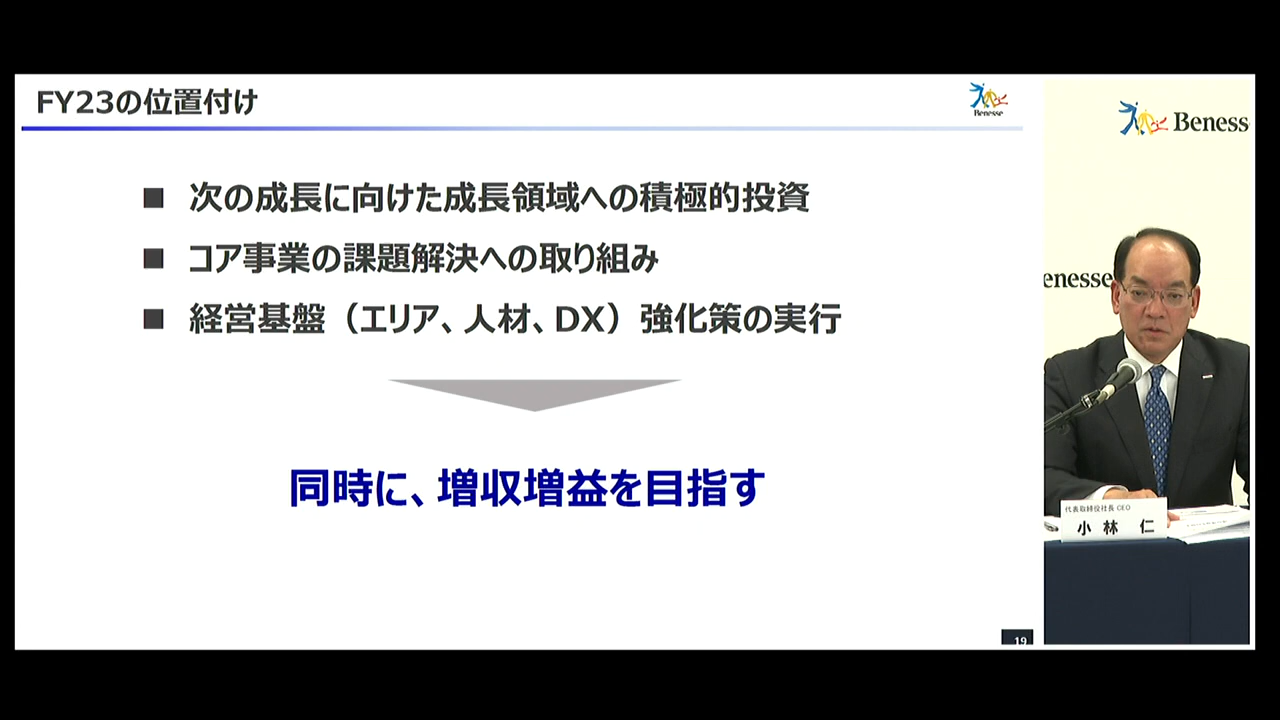 FY23の位置付け
Benesse
■ 次の成長に向けた成長領域への積極的投資
■ コア事業の課題解決への取り組み
■ 経営基盤（エリア、人材、DX）強化策の実行
同時に、増収増益を目指す
19
Beness
enesse
代表取締役社長 CEO
小林 仁